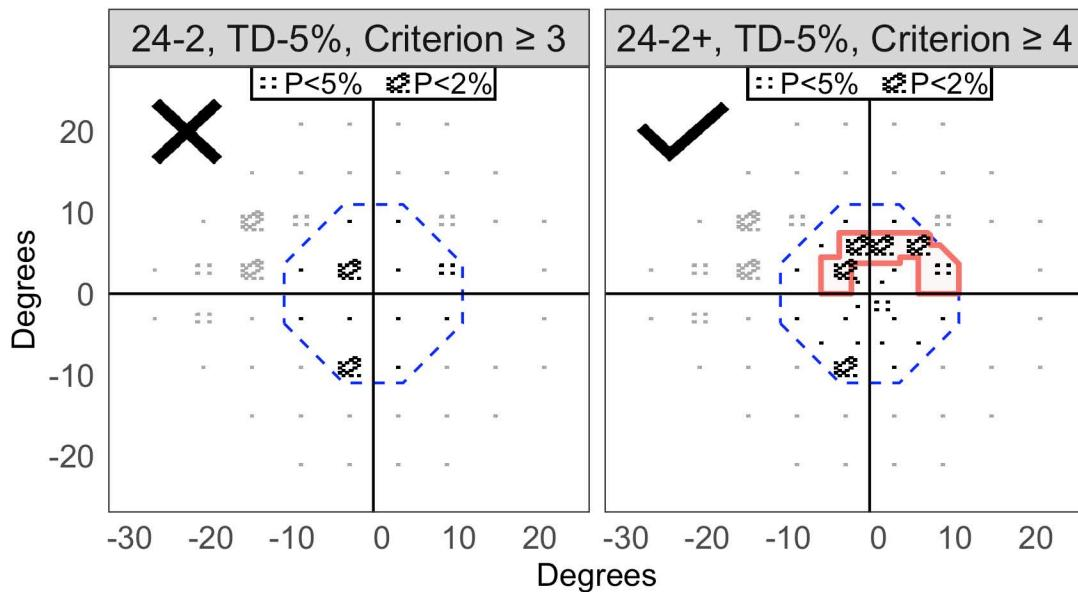 24-2, TD-5%, Criterion ≥ 3
24-2+, TD-5%, Criterion ≥ 4
P<5% P<2%
P<5% P<2%
Degrees
20
10
0
-10
-20
-30 -20 -10 0 10 20
-30 -20 -10 0 10 20
Degrees